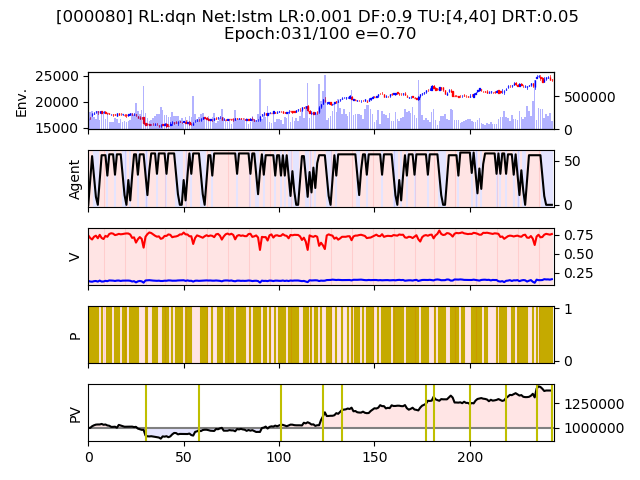 [000080] RL:dqn Net:lstm LR:0.001 DF:0.9 TU:[4,40] DRT:0.05
Epoch:031/100 e=0.70
Env.
25000
20000
15000
500000
0
Agent
50
0
V
0.75
0.50
0.25
P
1
0
PV
1250000
1000000
0
50
100
150
200